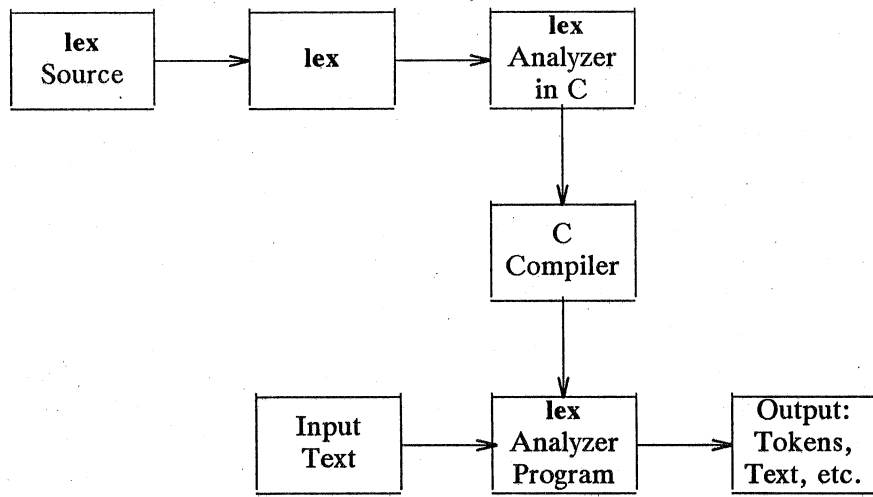 lex
Source
lex
lex
Analyzer
in C
C
Compiler
Input
Text
lex
Analyzer
Program
Output:
Tokens,
Text, etc.